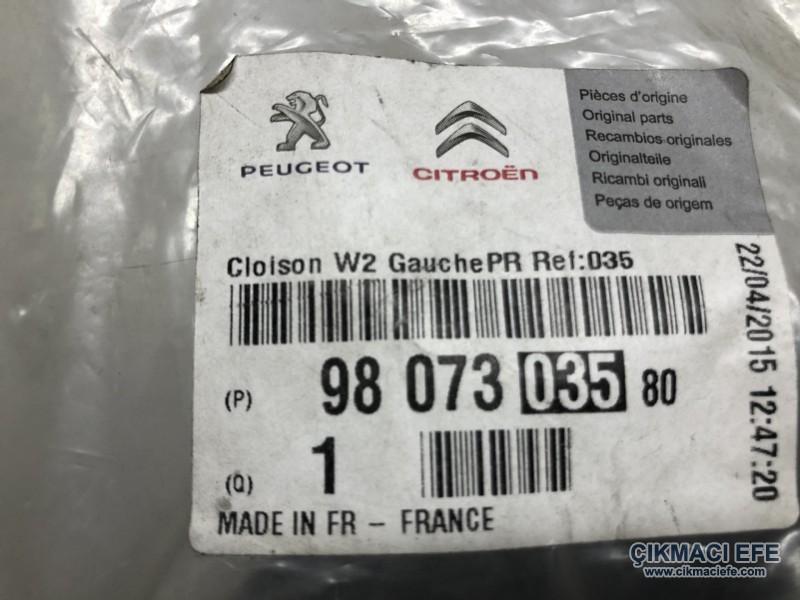 PEUGEOT
CITROËN
Pièces d'origine
Original parts
Recambios originales
Originalteile
Ricambi originali
Peças de origem
Cloison W2 GauchePR Ref:035
(P) 98 073 035 80
(Q) 1
MADE IN FR - FRANCE
22/04/2015 12:47:20
ÇIKMACI EFE
www.cikmaciefe.com